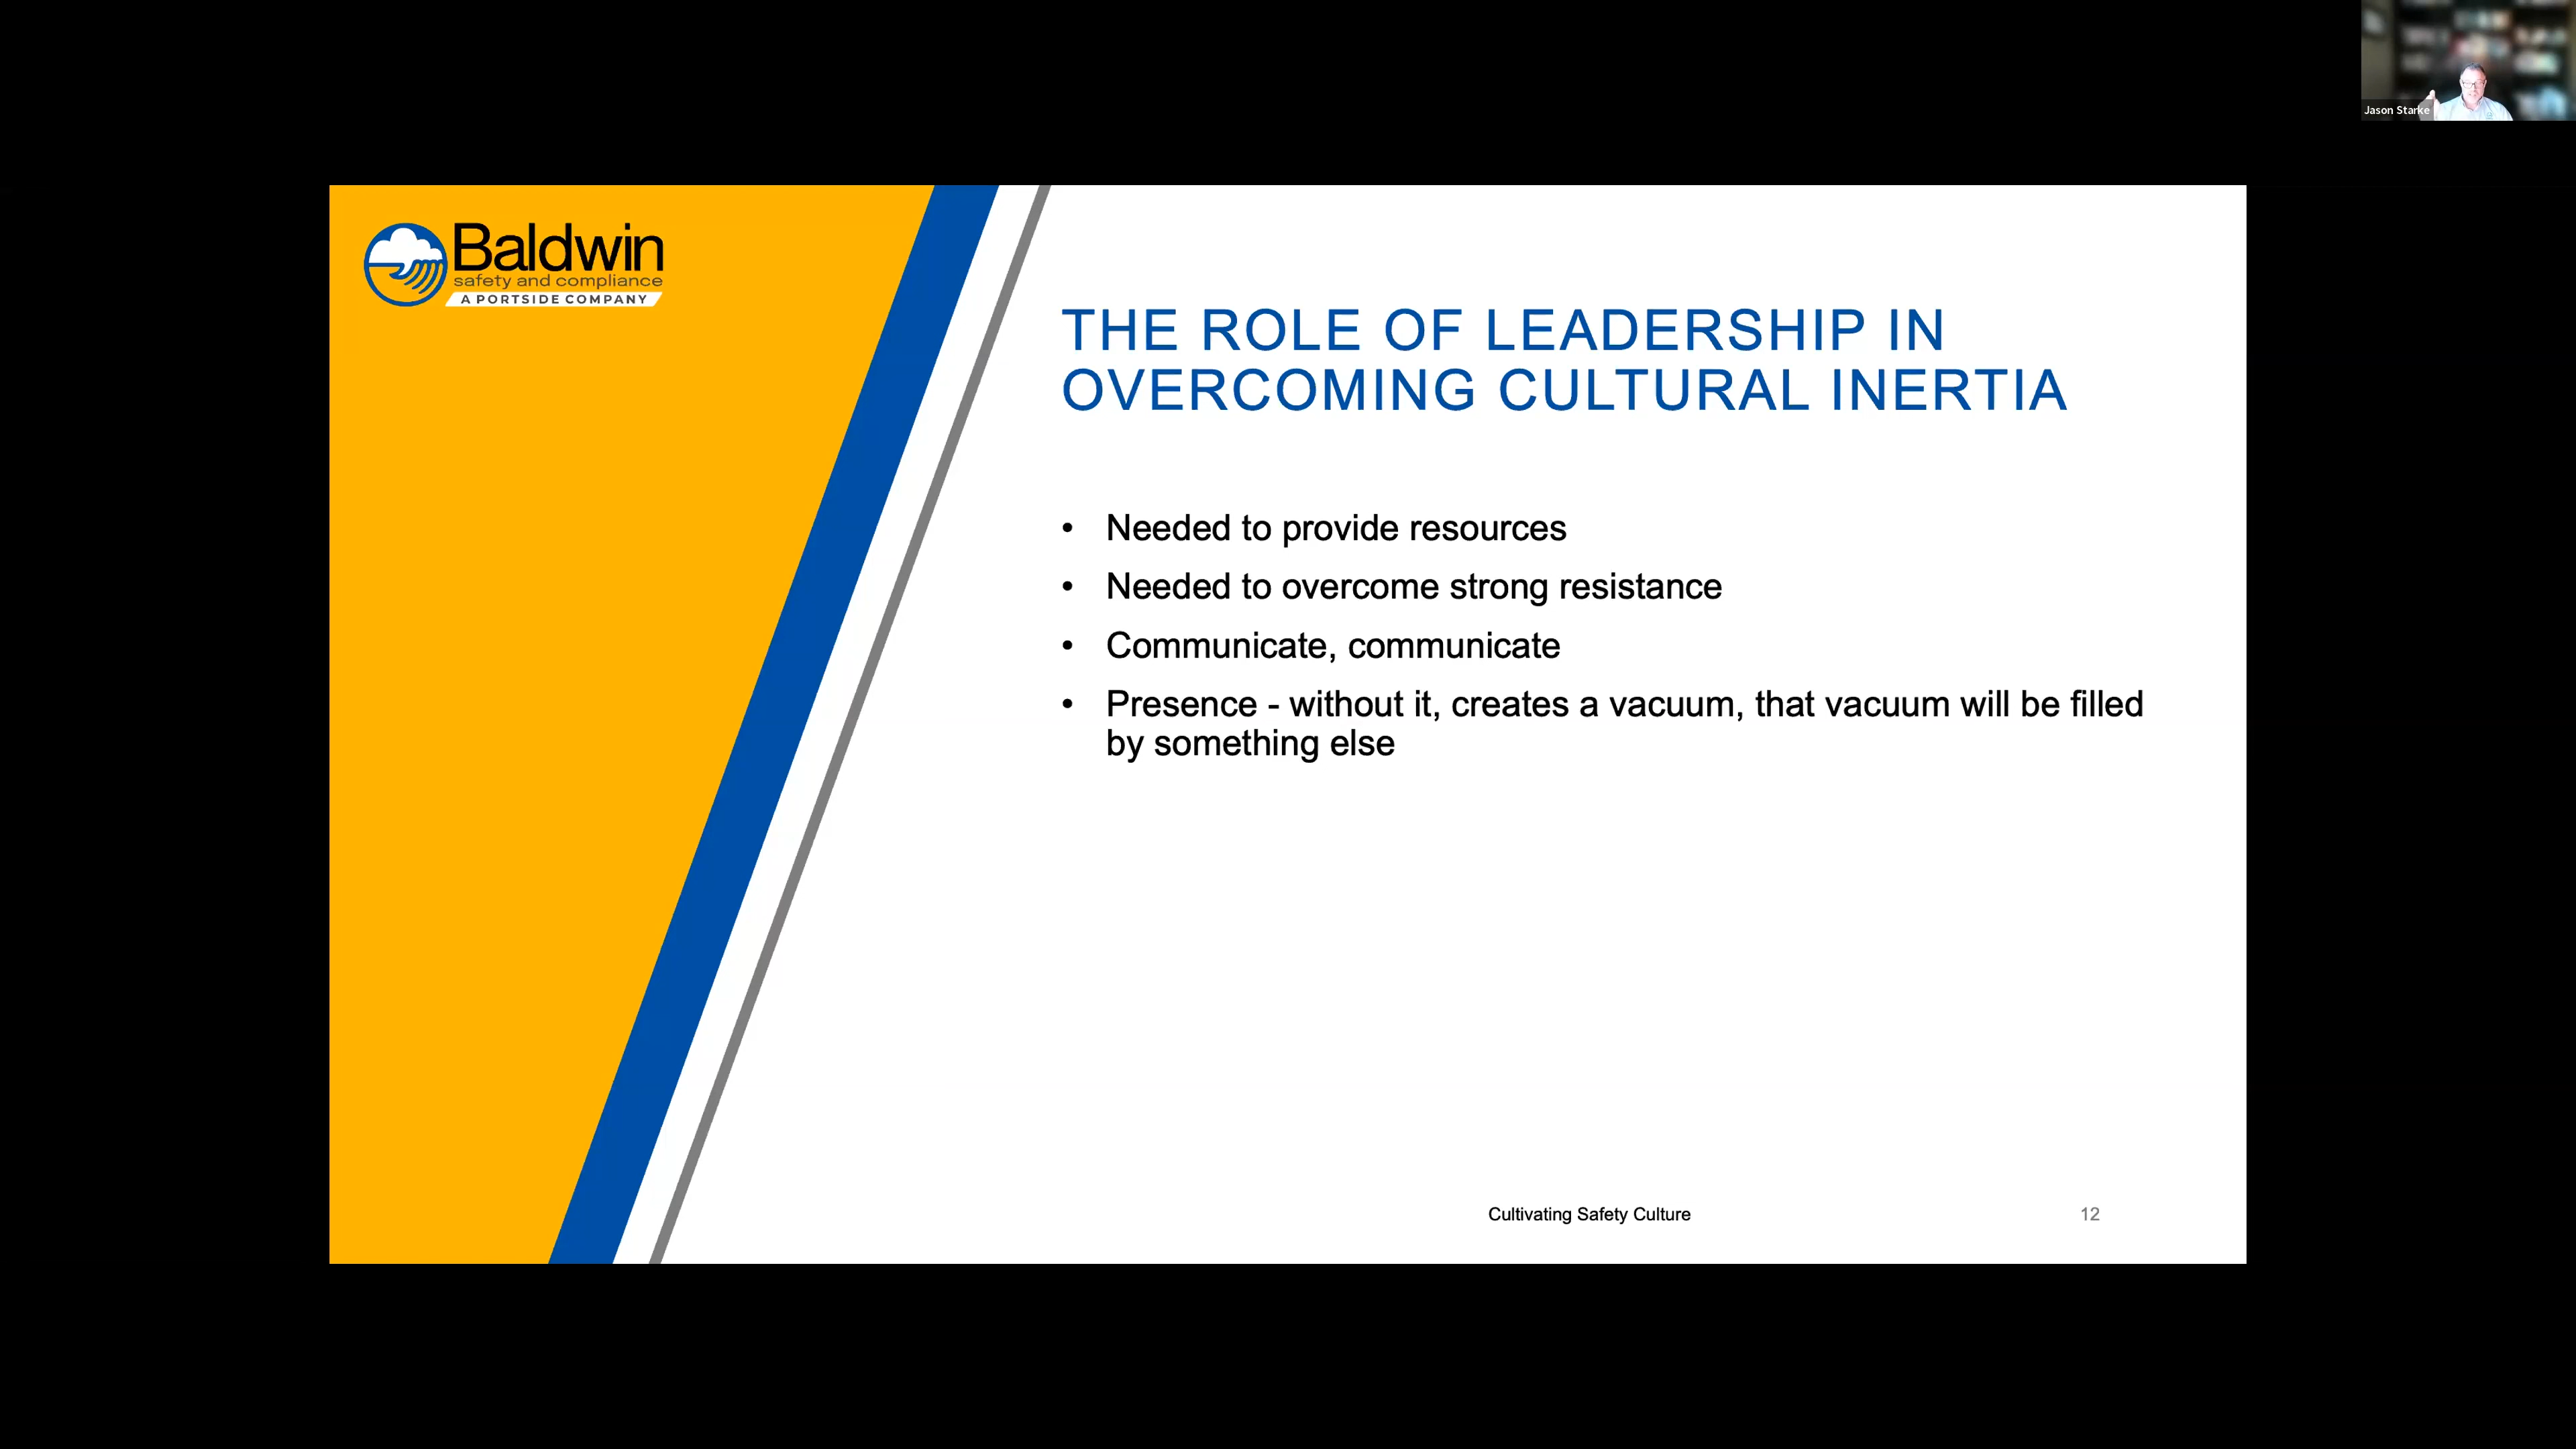 Jason Starke
Baldwin
safety and compliance
A PORTSIDE COMPANY
THE ROLE OF LEADERSHIP IN
OVERCOMING CULTURAL INERTIA
• Needed to provide resources
• Needed to overcome strong resistance
• Communicate, communicate
• Presence - without it, creates a vacuum, that vacuum will be filled
by something else
Cultivating Safety Culture
12